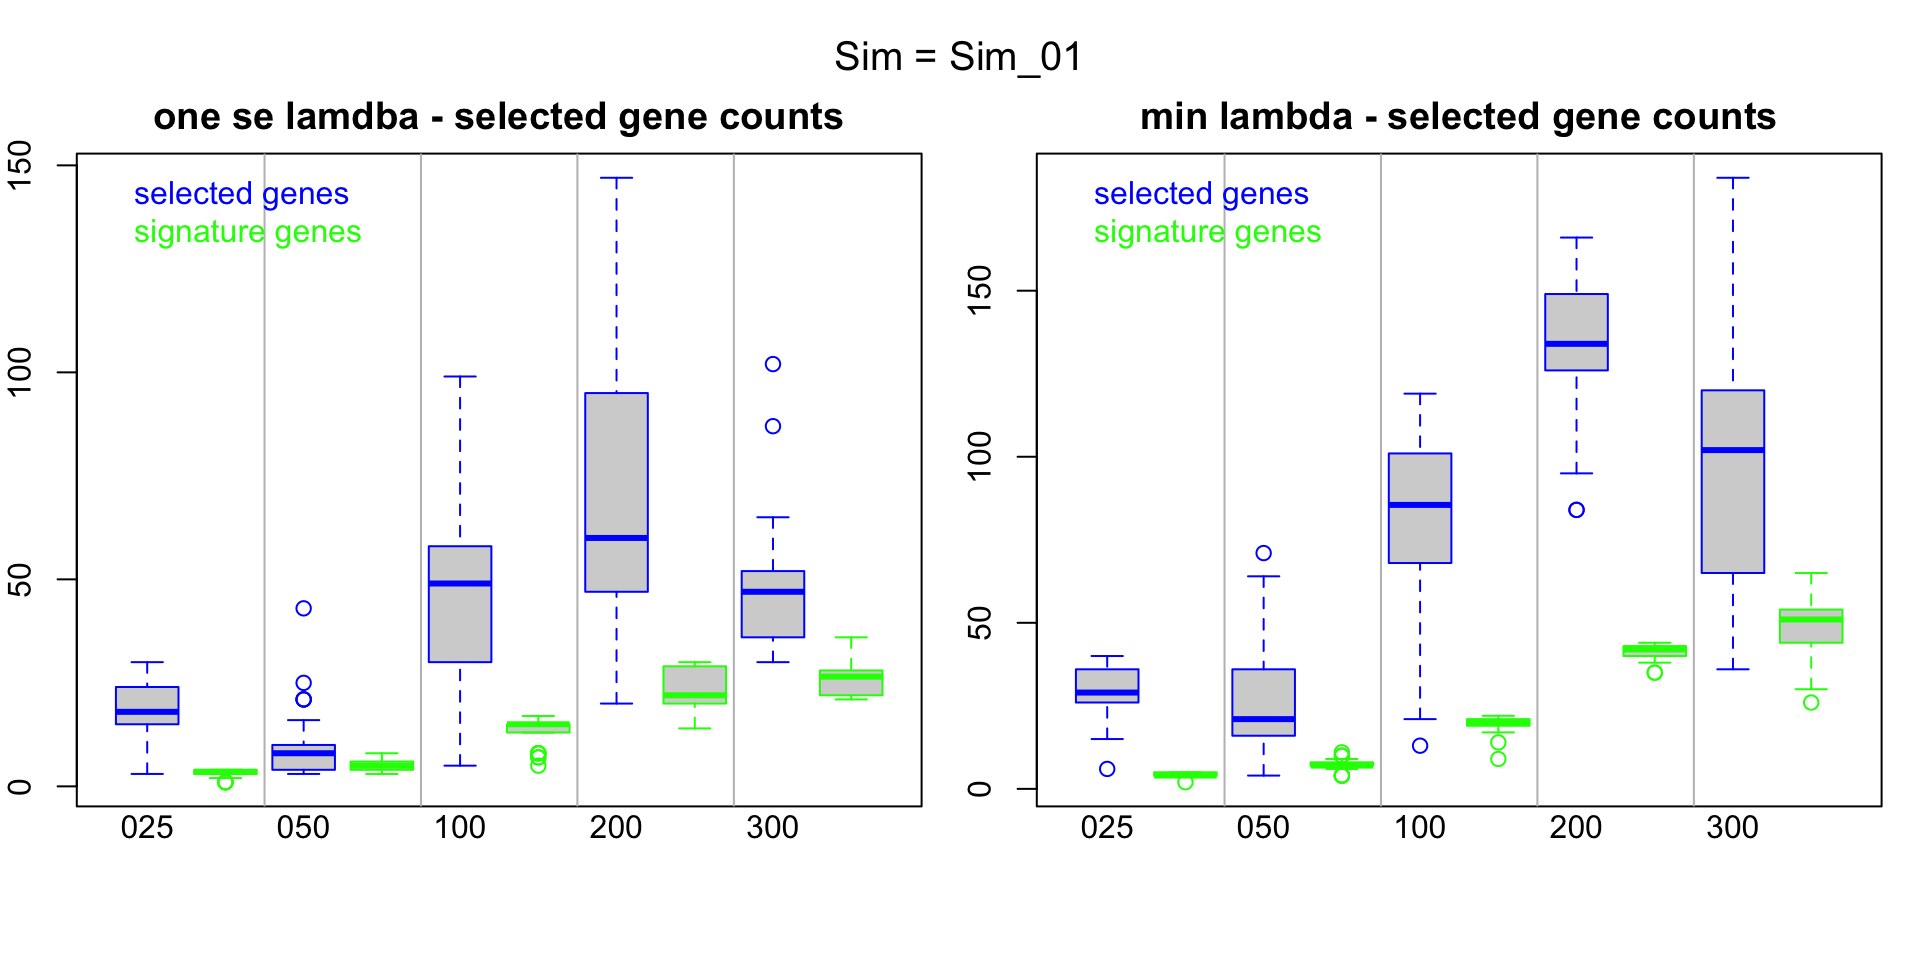 Sim = Sim_01
one se lamdba - selected gene counts
150
100
50
0
selected genes
signature genes
025 050 100 200 300
min lambda - selected gene counts
150
100
50
0
selected genes
signature genes
025 050 100 200 300